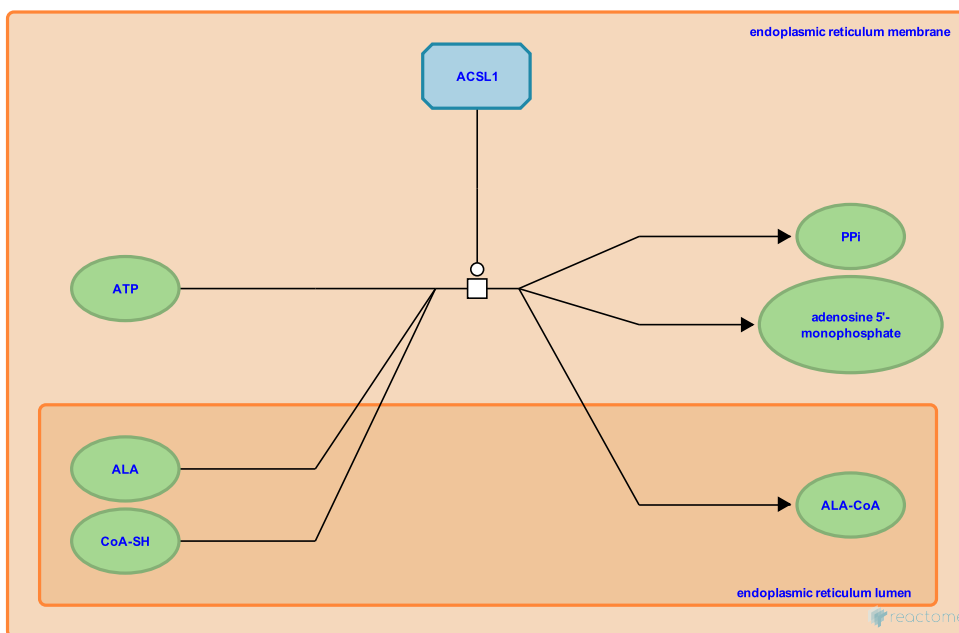 endoplasmic reticulum membrane
ACSL1
PPi
ATP
adenosine 5'-
monophosphate
ALA
ALA-CoA
CoA-SH
endoplasmic reticulum lumen
reactome